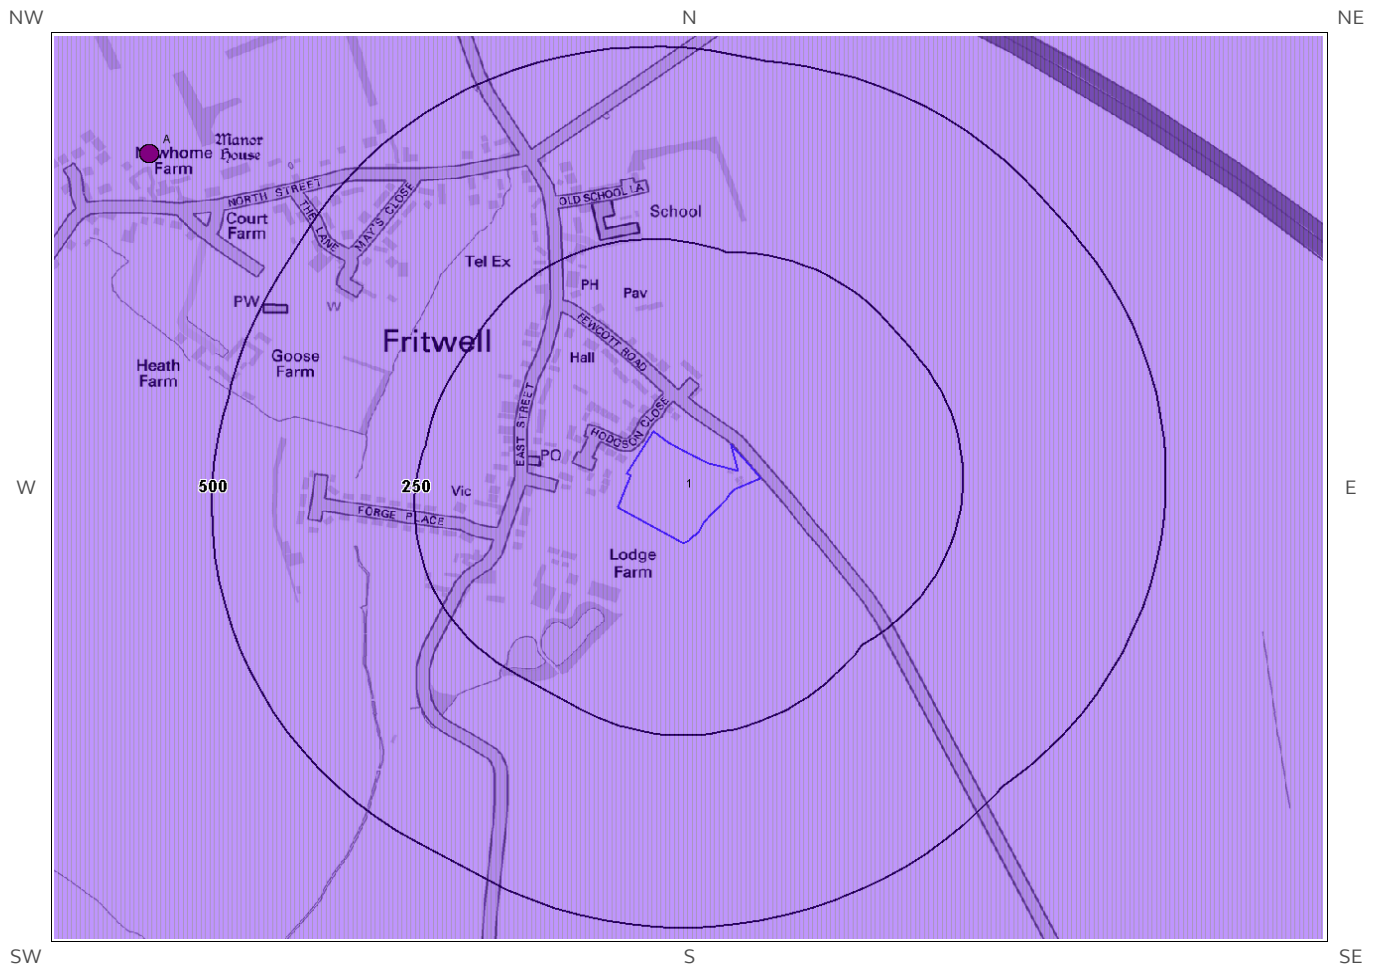 NW
N
NE
A
Manor
House
Newhome
Farm
NORTH STREET
THE LANE
MAY'S CLOSE
OLD SCHOOL LA
School
Court
Farm
Tel Ex
PH
Pav
PW
W
FEWCOTT ROAD
Fritwell
Hall
Goose
Farm
Heath
Farm
EAST STREET
HODGSON CLOSE
PO
W
500
250
Vic
1
E
FORGE PLACE
Lodge
Farm
SW
S
SE